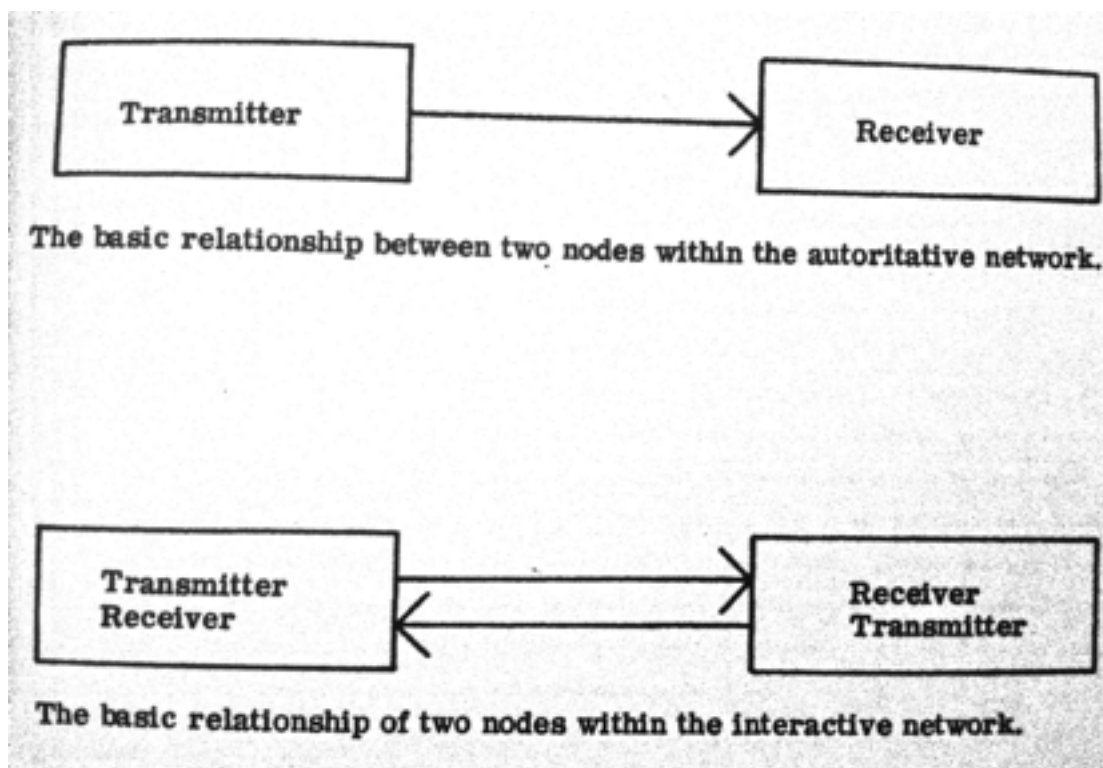 Transmitter
Receiver
The basic relationship between two nodes within the autoritative network.
Transmitter
Receiver
Receiver
Transmitter
The basic relationship of two nodes within the interactive network.